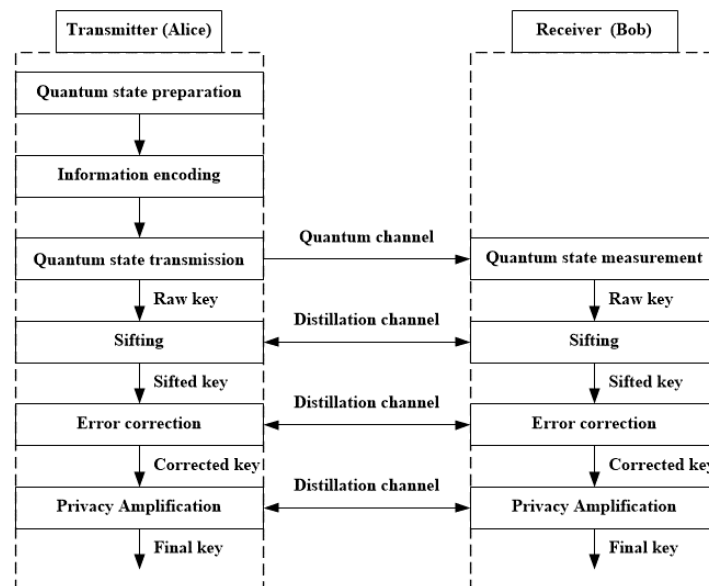 Transmitter (Alice)
Receiver (Bob)
Quantum state preparation
Information encoding
Quantum channel
Quantum state transmission
Quantum state measurement
Raw key
Raw key
Distillation channel
Sifting
Sifting
Sifted key
Sifted key
Distillation channel
Error correction
Error correction
Corrected key
Corrected key
Distillation channel
Privacy Amplification
Privacy Amplification
Final key
Final key